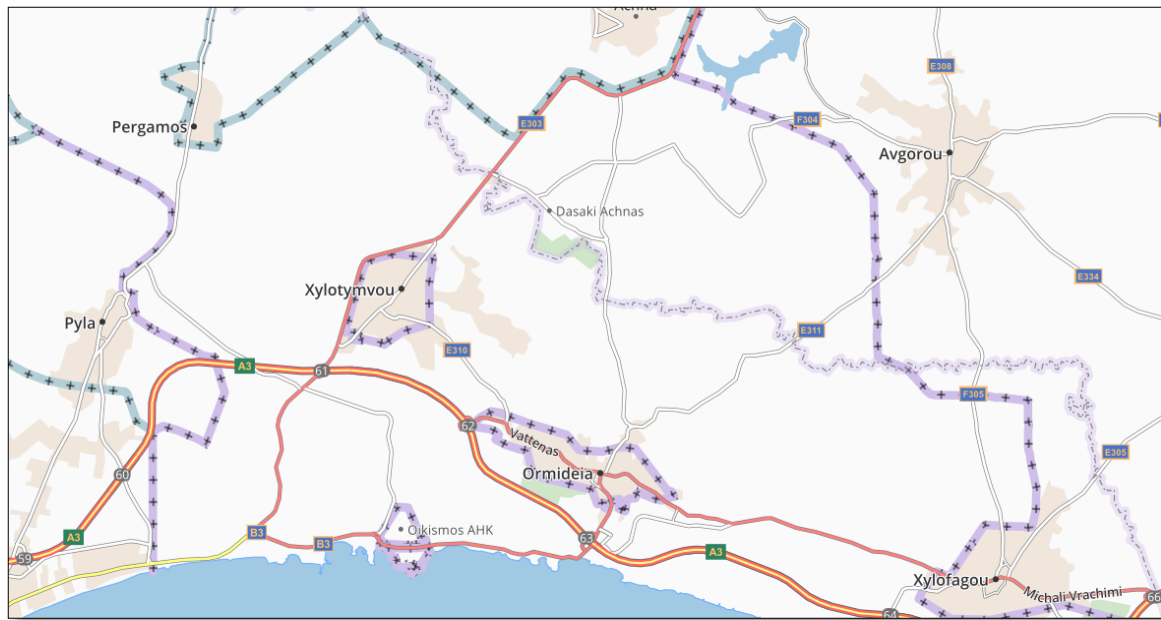 Achna
E308
Pergamos
E303
F304
Avgorou
Dasaki Achnas
E334
Xylotymvou
Pyla
E311
E310
A3
61
F305
62
Vattenas
E305
Ormideia
60
B3
Oikismos AHK
A3
B3
63
A3
59
Xylofagou
Michali Vrachimi
66
64